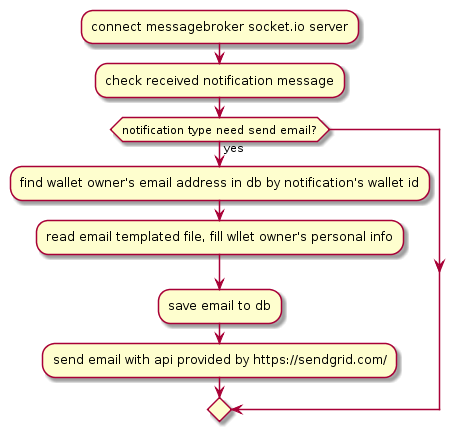 connect messagebroker socket.io server
check received notification message
notification type need send email?
yes
find wallet owner's email address in db by notification's wallet id
read email templated file, fill wllet owner's personal info
save email to db
send email with api provided by https://sendgrid.com/